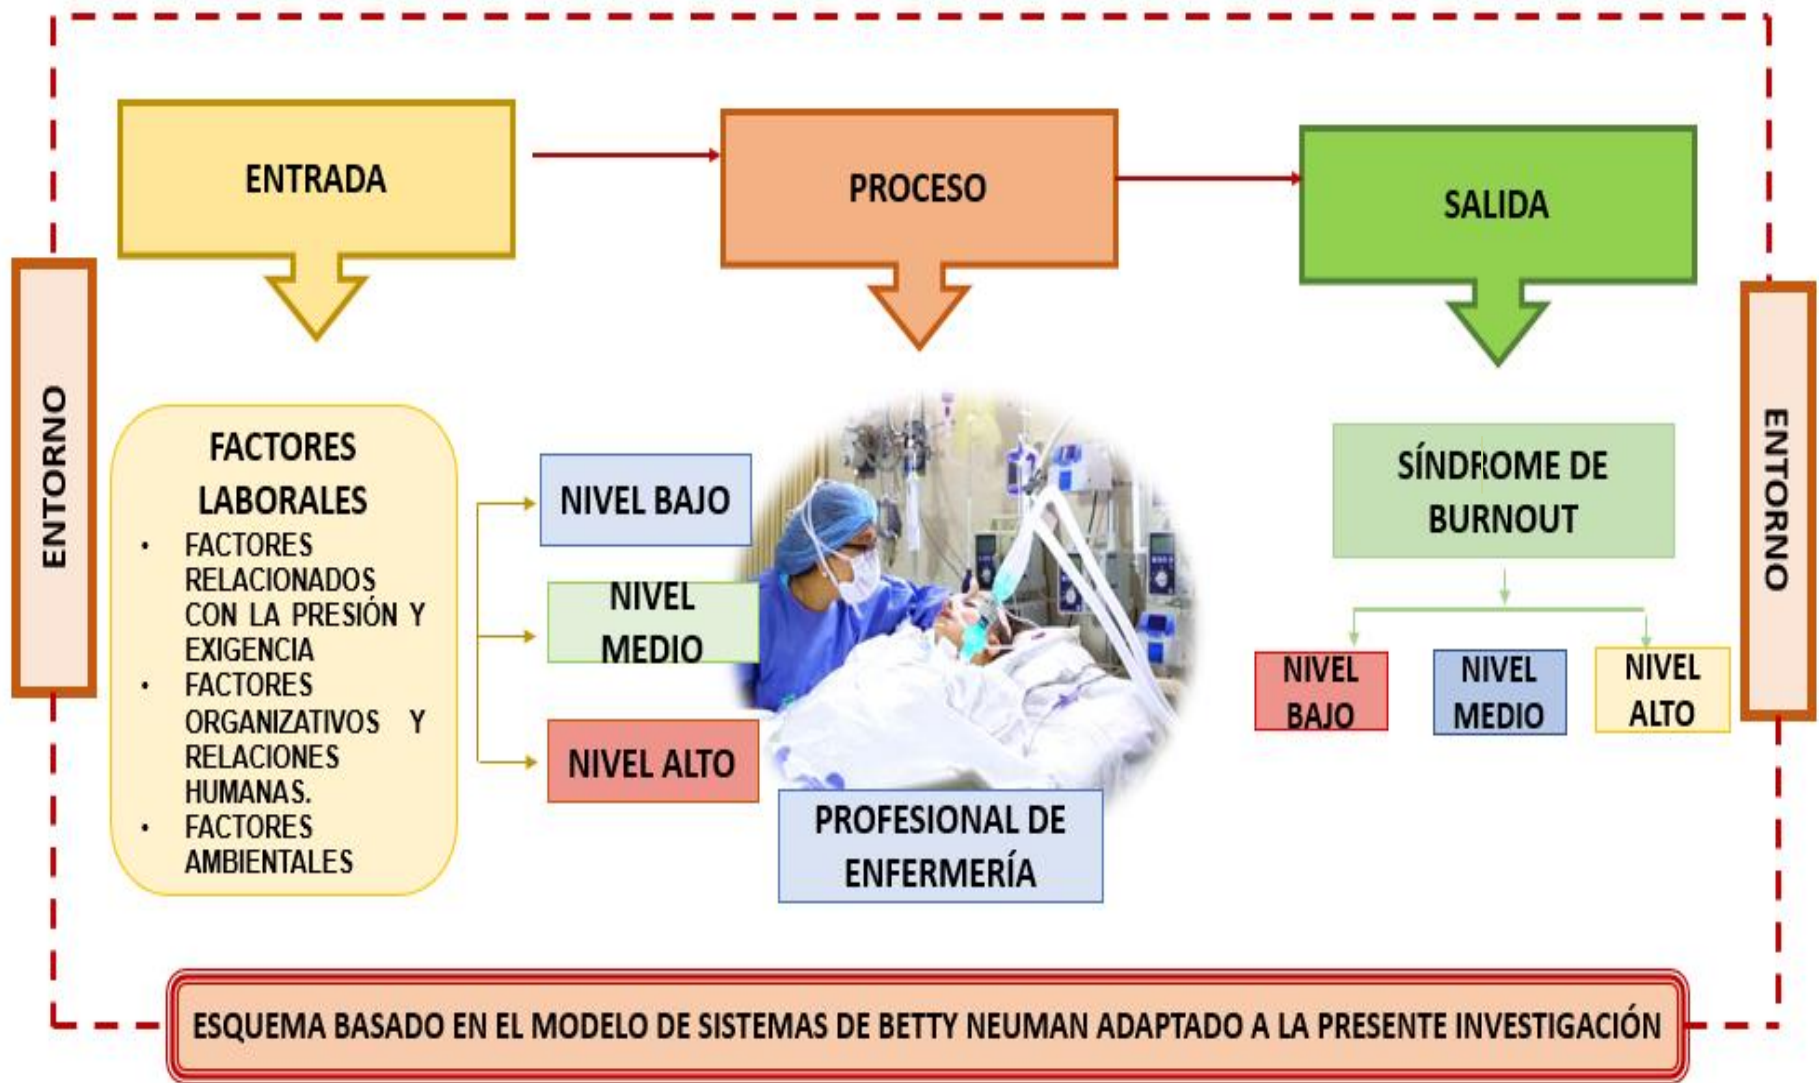 ENTRADA
PROCESO
SALIDA
ENTORNO
FACTORES
LABORALES
• FACTORES
RELACIONADOS
CON LA PRESIÓN Y
EXIGENCIA
• FACTORES
ORGANIZATIVOS Y
RELACIONES
HUMANAS.
• FACTORES
AMBIENTALES
NIVEL BAJO
NIVEL
MEDIO
NIVEL ALTO
PROFESIONAL DE
ENFERMERÍA
SÍNDROME DE
BURNOUT
NIVEL
BAJO
NIVEL
MEDIO
NIVEL
ALTO
ENTORNO
ESQUEMA BASADO EN EL MODELO DE SISTEMAS DE BETTY NEUMAN ADAPTADO A LA PRESENTE INVESTIGACIÓN